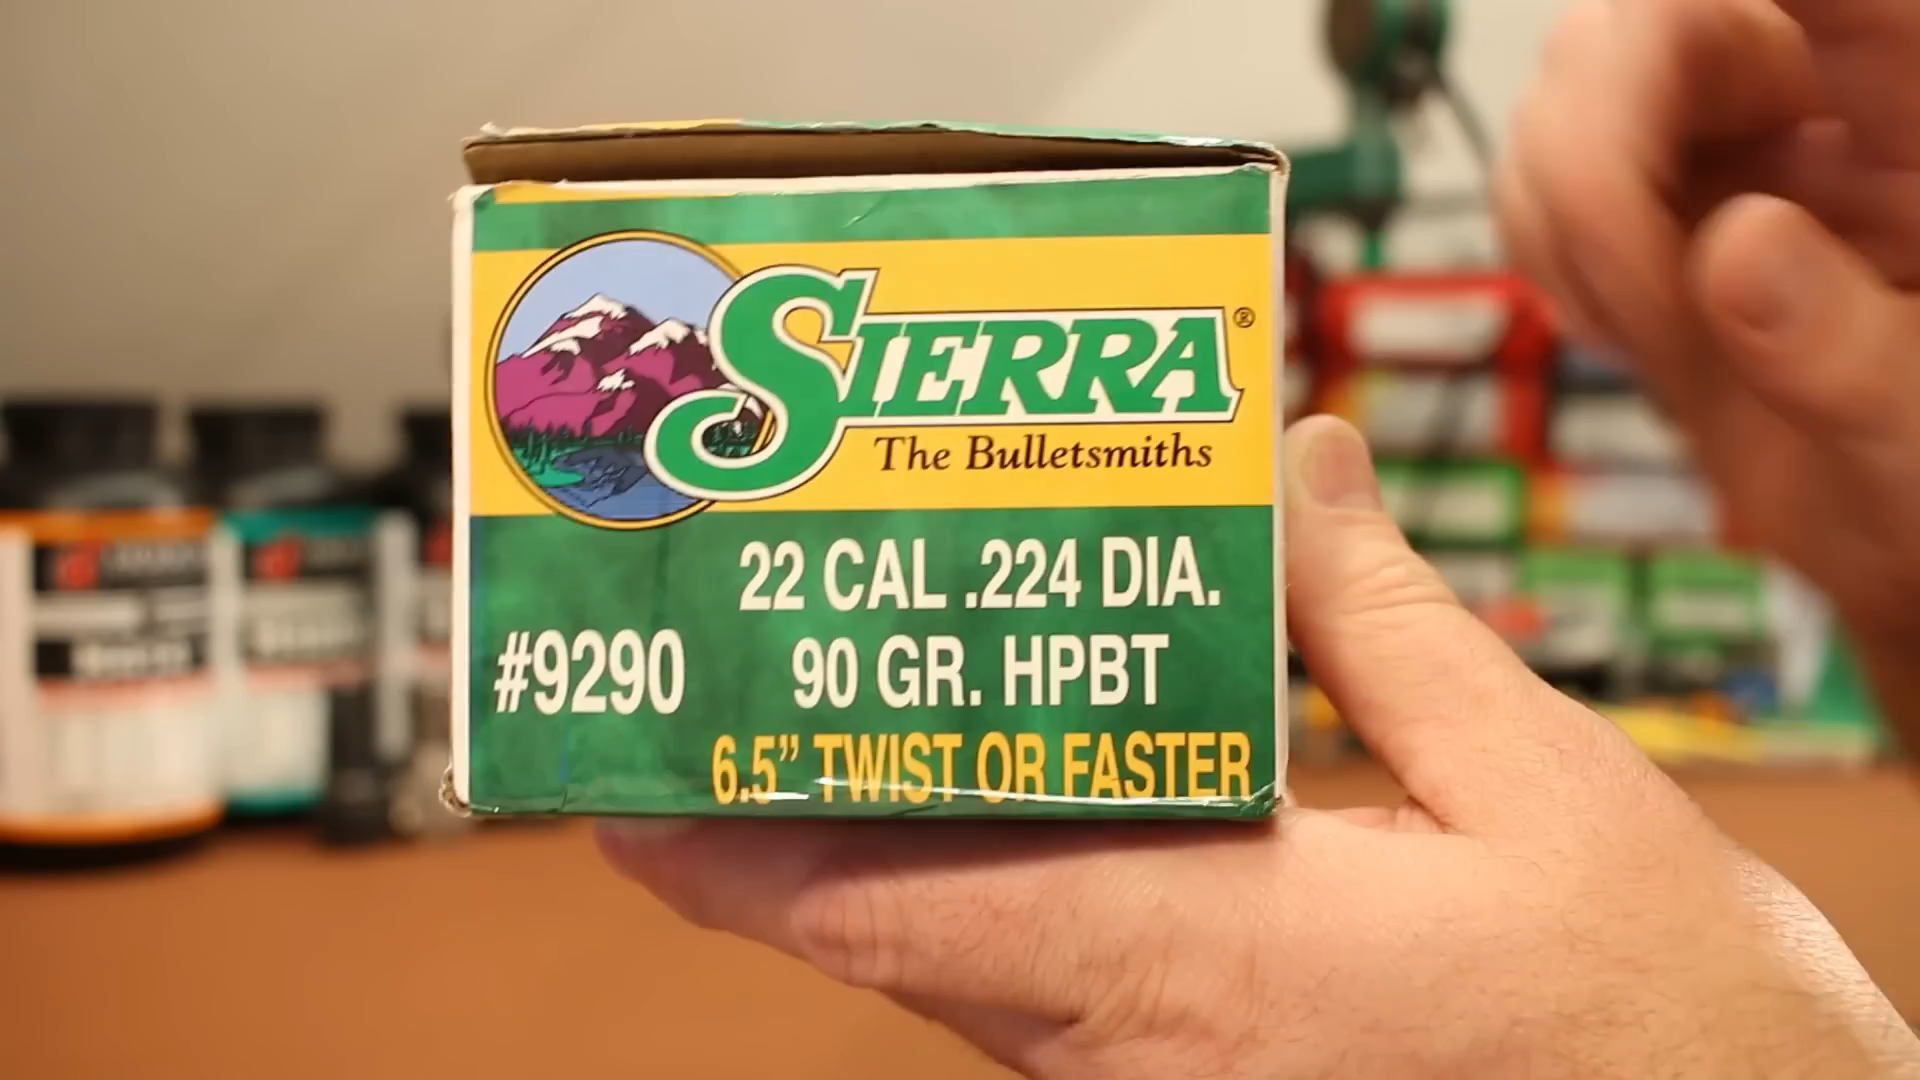 SIERRA®
The Bulletsmiths
22 CAL .224 DIA.
#9290 90 GR. HPBT
6.5” TWIST OR FASTER